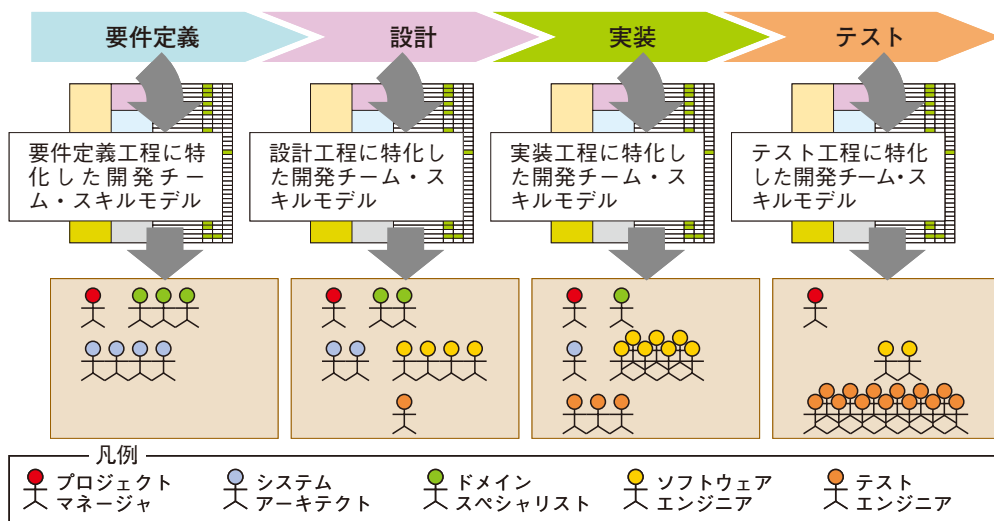 要件定義
設計
実装
テスト
要件定義工程に特
化した開発チー
ム・スキルモデル
設計工程に特化し
た開発チーム・ス
キルモデル
実装工程に特化し
た開発チーム・ス
キルモデル
テスト工程に特化
した開発チーム・ス
キルモデル
凡例
プロジェクト
マネージャ
システム
アーキテクト
ドメイン
スペシャリスト
ソフトウェア
エンジニア
テスト
エンジニア